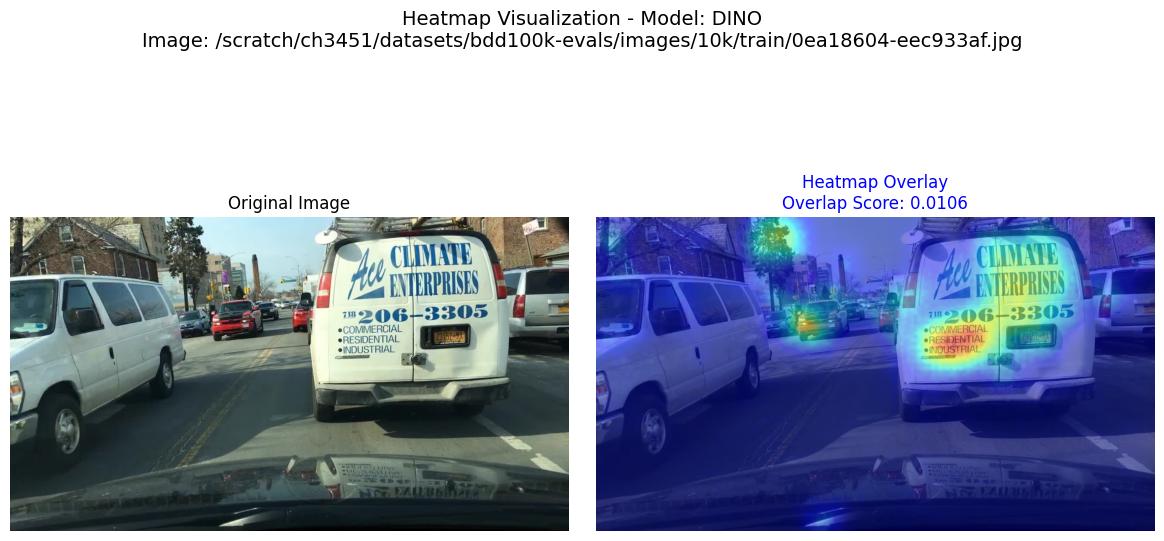 Heatmap Visualization - Model: DINO
Image: /scratch/ch3451/datasets/bdd100k-evals/images/10k/train/0ea18604-eec933af.jpg
Original Image
Ace CLIMATE
ENTERPRISES
718 206-3305
•COMMERCIAL
•RESIDENTIAL
•INDUSTRIAL
Heatmap Overlay
Overlap Score: 0.0106
Ace CLIMATE
ENTERPRISES
718 206-3305
•COMMERCIAL
•RESIDENTIAL
•INDUSTRIAL